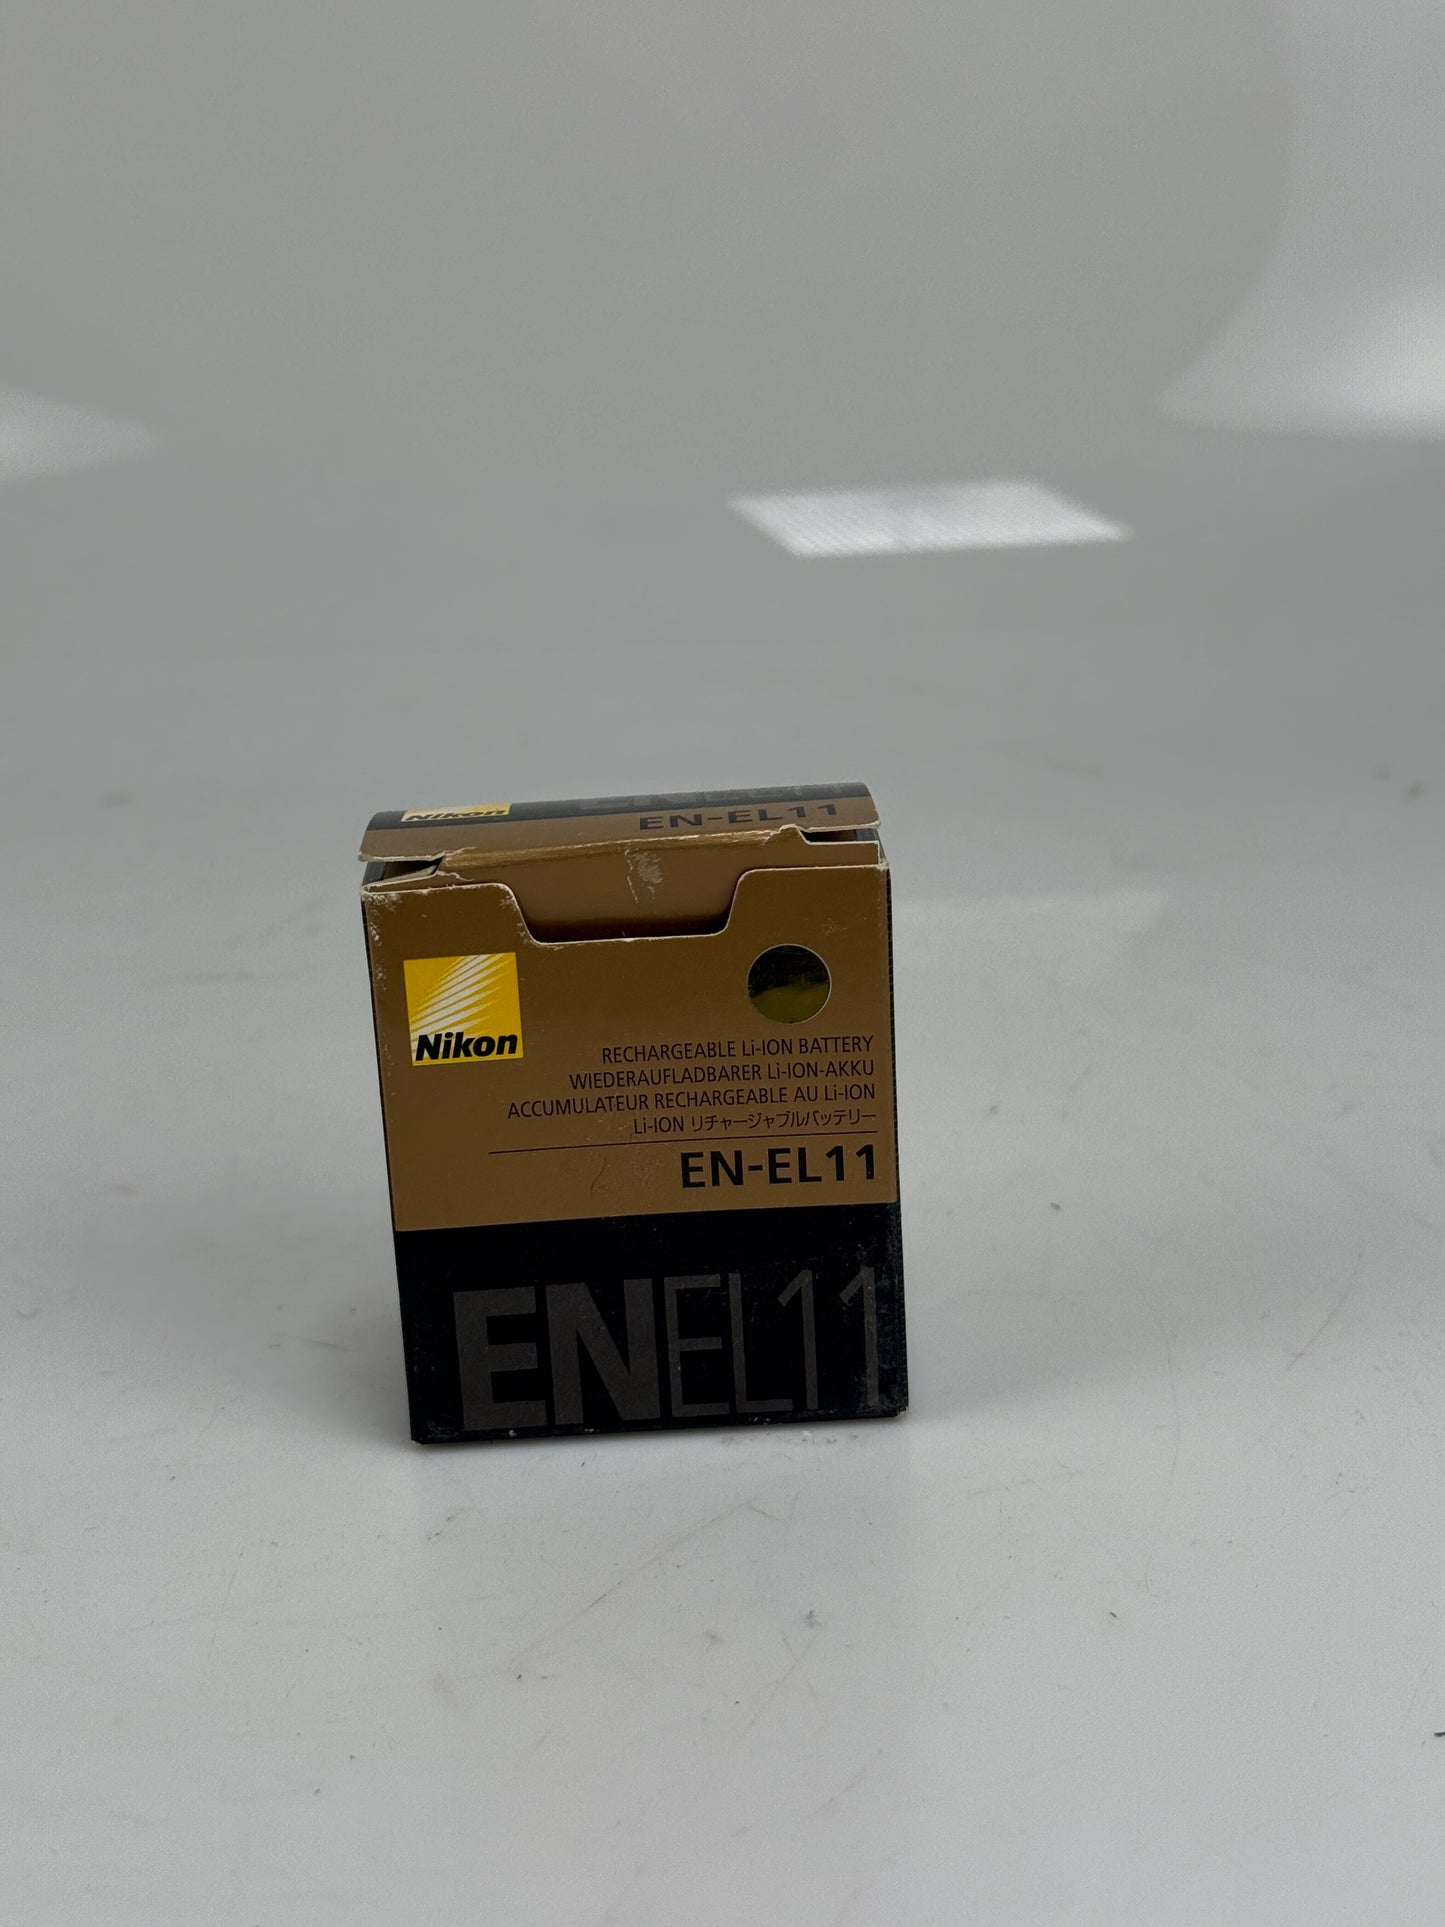 Nikon
ENEL11
EN-EL11
Nikon
RECHARGEABLE Li-ION BATTERY
WIEDERAUFLADBARER Li-ION-AKKU
ACCUMULATEUR RECHARGEABLE AU Li-ION
Li-ION リチャージャブルバッテリー
EN-EL11
ENEL11